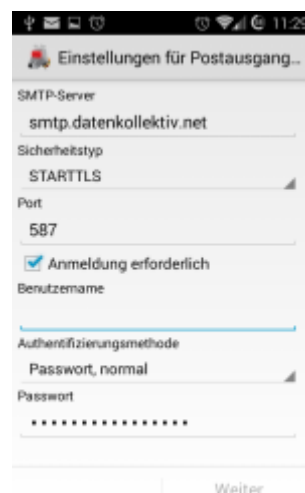 11:29
Einstellungen für Postausgang...
SMTP-Server
smtp.datenkollektiv.net
Sicherheitstyp
STARTTLS
Port
587
Anmeldung erforderlich
Benutzername
Authentifizierungsmethode
Passwort, normal
Passwort
................
Weiter